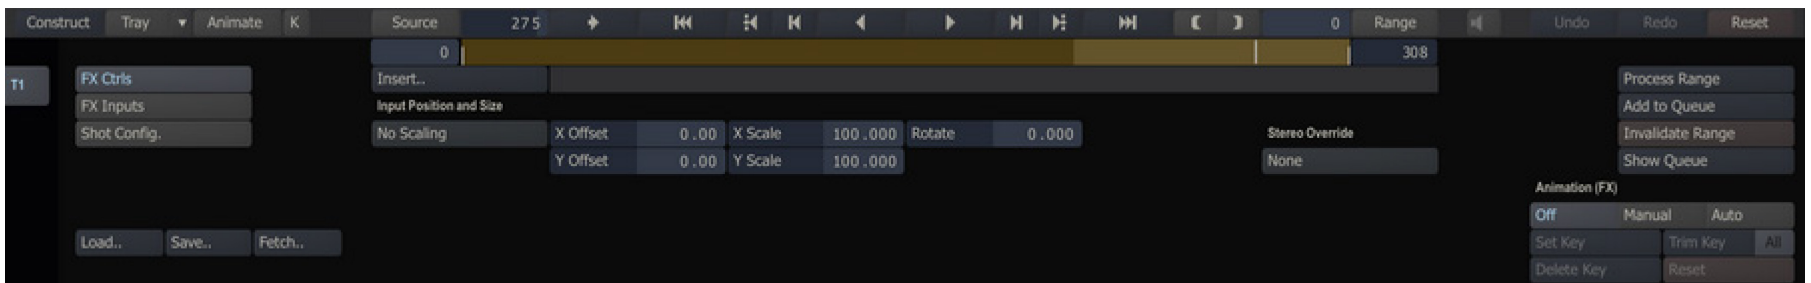 Construct Tray Animate K Source 275 0 Range Undo Redo Reset
0 308
T1 FX Ctrls Insert.. Process Range
FX Inputs Input Position and Size Add to Queue
Shot Config. No Scaling X Offset 0.00 X Scale 100.000 Rotate 0.000 Stereo Override Invalidate Range
Y Offset 0.00 Y Scale 100.000 None Show Queue
Animation (FX)
Off Manual Auto
Load.. Save.. Fetch.. Set Key Trim Key All
Delete Key Reset